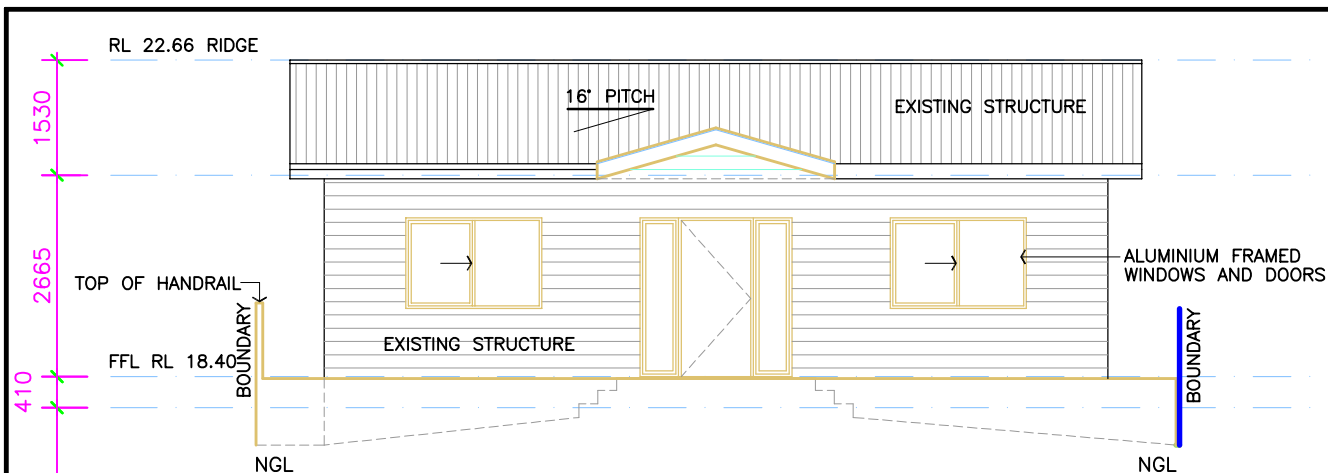 RL 22.66 RIDGE
1530
16° PITCH
EXISTING STRUCTURE
2665
TOP OF HANDRAIL
ALUMINIUM FRAMED
WINDOWS AND DOORS
BOUNDARY
BOUNDARY
EXISTING STRUCTURE
FFL RL 18.40
410
NGL
NGL